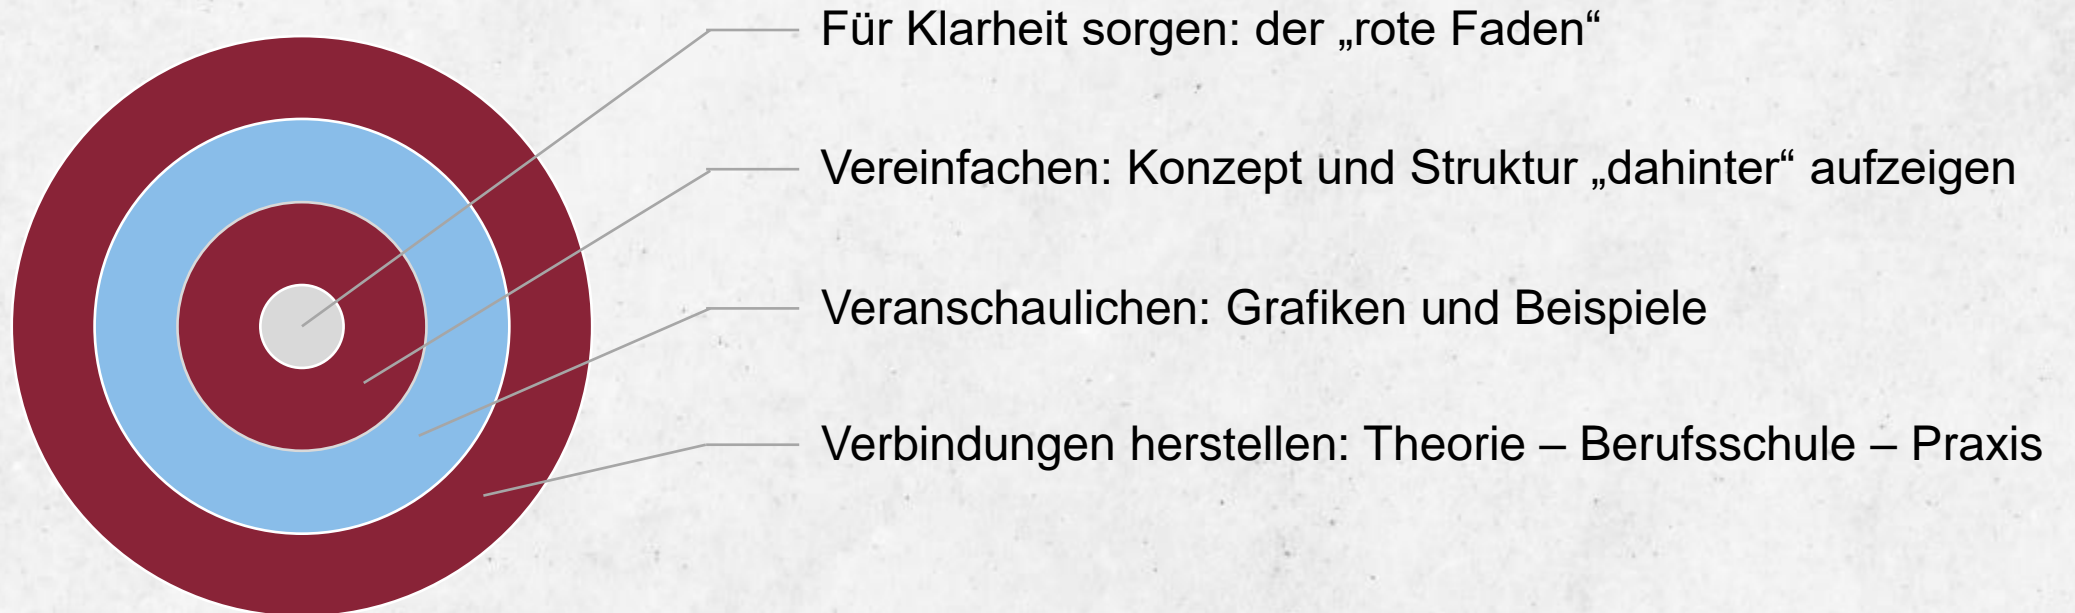 Für Klarheit sorgen: der „rote Faden“
Vereinfachen: Konzept und Struktur „dahinter“ aufzeigen
Veranschaulichen: Grafiken und Beispiele
Verbindungen herstellen: Theorie – Berufsschule – Praxis